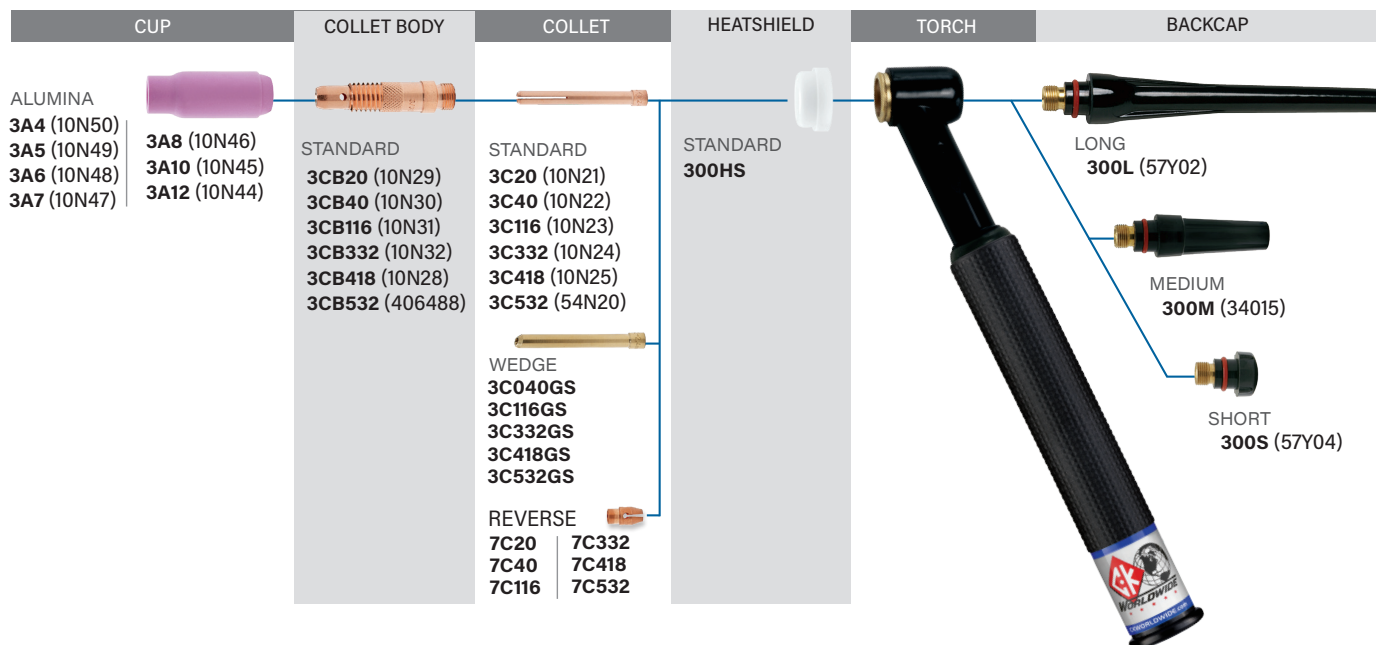 CUP
COLLET BODY
COLLET
HEATSHIELD
TORCH
BACKCAP
ALUMINA
3A4 (10N50)
3A5 (10N49)
3A6 (10N48)
3A7 (10N47)
3A8 (10N46)
3A10 (10N45)
3A12 (10N44)
STANDARD
3CB20 (10N29)
3CB40 (10N30)
3CB116 (10N31)
3CB332 (10N32)
3CB418 (10N28)
3CB532 (406488)
STANDARD
3C20 (10N21)
3C40 (10N22)
3C116 (10N23)
3C332 (10N24)
3C418 (10N25)
3C532 (54N20)
WEDGE
3C040GS
3C116GS
3C332GS
3C418GS
3C532GS
REVERSE
7C20
7C40
7C116
7C332
7C418
7C532
STANDARD
300HS
LONG
300L (57Y02)
MEDIUM
300M (34015)
SHORT
300S (57Y04)
CK
WORLDWIDE
CKWORLDWIDE.com